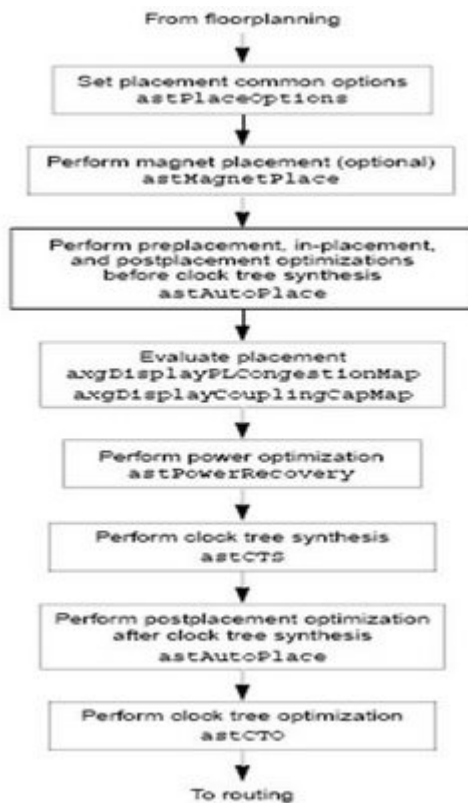 From floorplanning
Set placement common options
astPlaceOptions
Perform magnet placement (optional)
astMagnetPlace
Perform preplacement, in-placement,
and postplacement optimizations
before clock tree synthesis
astAutoPlace
Evaluate placement
axgDisplayPLCongestionMap
axgDisplayCouplingCapMap
Perform power optimization
astPowerRecovery
Perform clock tree synthesis
astCTS
Perform postplacement optimization
after clock tree synthesis
astAutoPlace
Perform clock tree optimization
astCTO
To routing